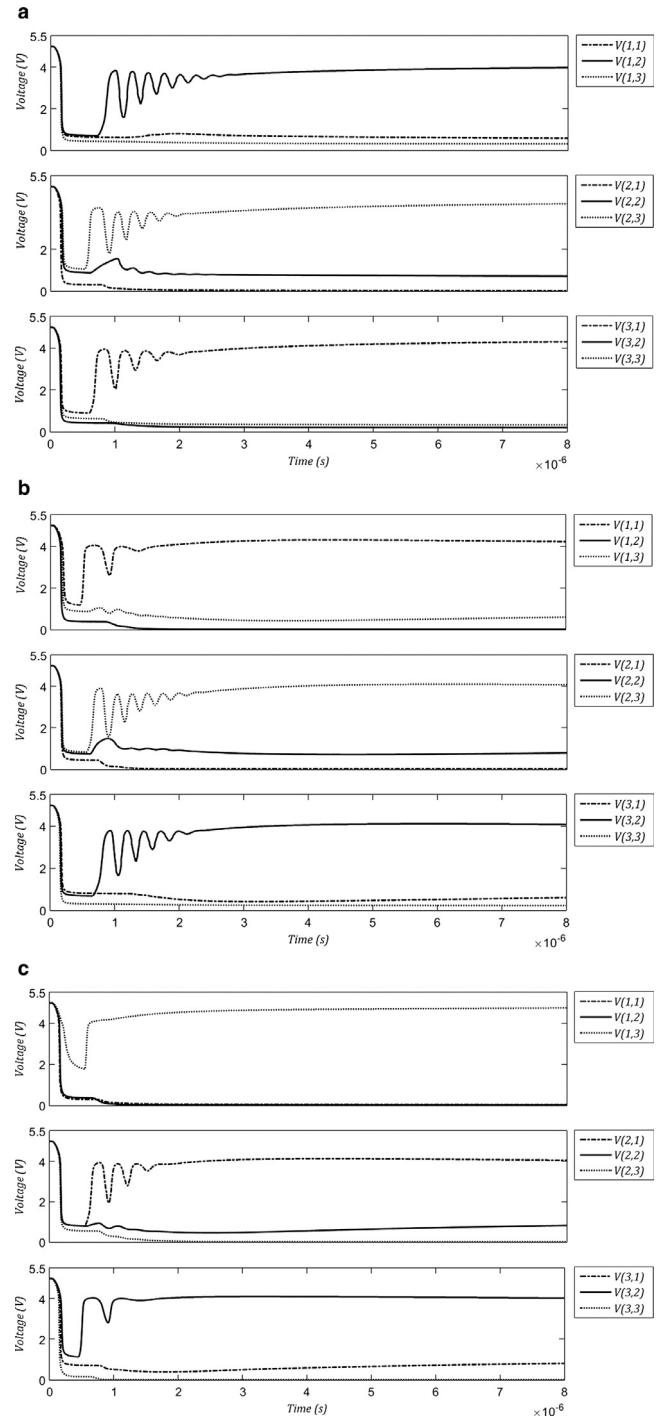 a
5.5
4
2
0
Voltage (V)
V(1,1)
V(1,2)
V(1,3)
5.5
2
0
Voltage (V)
V(2,1)
V(2,2)
V(2,3)
5.5
4
2
0
Voltage (V)
V(3,1)
V(3,2)
V(3,3)
0 1 2 3 4 5 6 7 8
Time (s)
×10⁻⁶
b
5.5
4
2
0
Voltage (V)
V(1,1)
V(1,2)
V(1,3)
5.5
4
2
0
Voltage (V)
V(2,1)
V(2,2)
V(2,3)
5.5
4
2
0
Voltage (V)
V(3,1)
V(3,2)
V(3,3)
0 1 2 3 4 5 6 7 8
Time (s)
×10⁻⁶
c
5.5
4
2
0
Voltage (V)
V(1,1)
V(1,2)
V(1,3)
5.5
4
2
0
Voltage (V)
V(2,1)
V(2,2)
V(2,3)
5.5
4
2
0
Voltage (V)
V(3,1)
V(3,2)
V(3,3)
0 1 2 3 4 5 6 7 8
Time (s)
×10⁻⁶